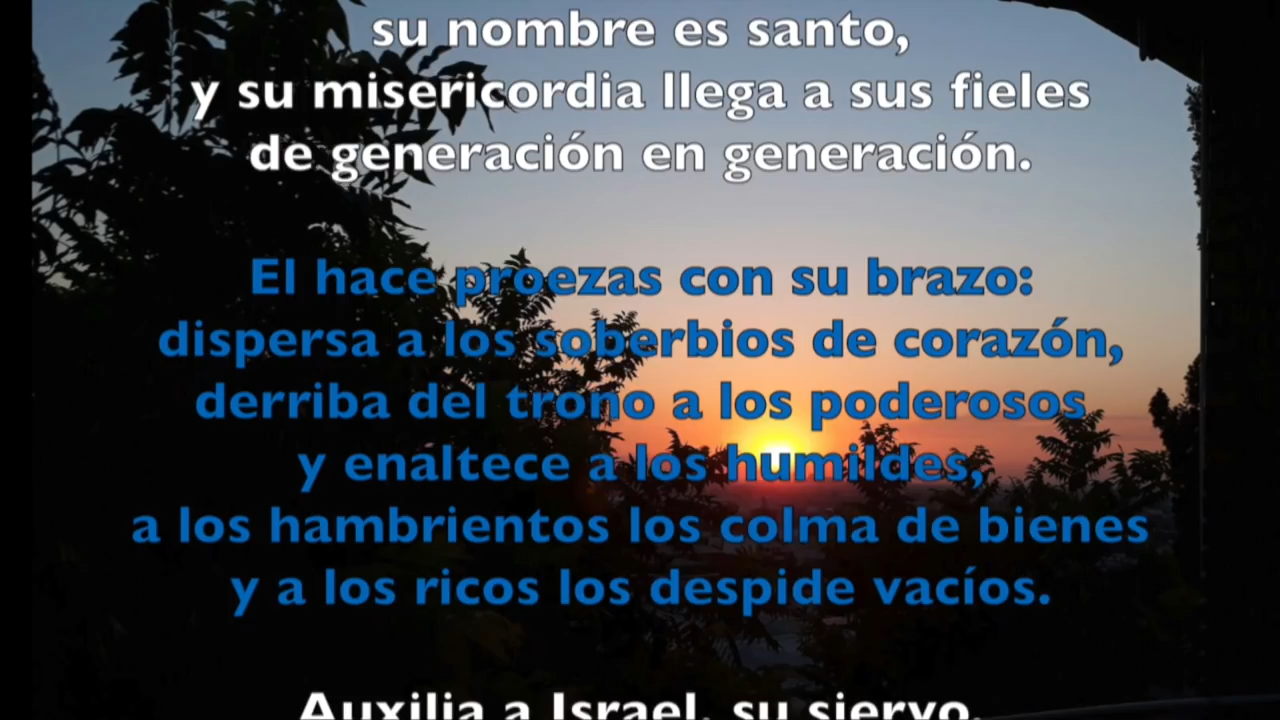 su nombre es santo,
y su misericordia llega a sus fieles
de generación en generación.
El hace proezas con su brazo:
dispersa a los soberbios de corazón,
derriba del trono a los poderosos
y enaltece a los humildes,
a los hambrientos los colma de bienes
y a los ricos los despide vacíos.
Auxilia a Israel, su siervo,